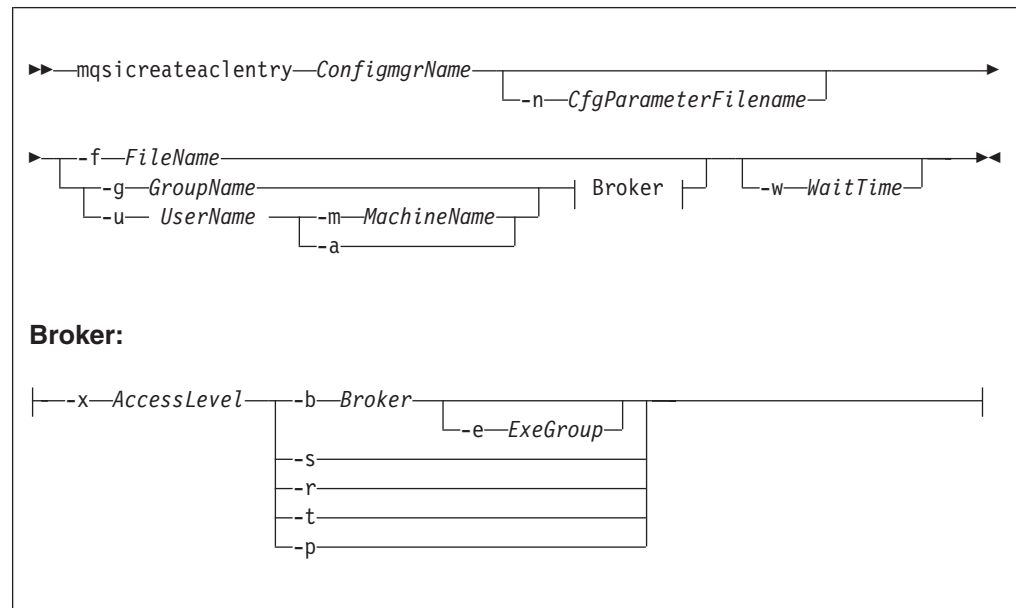 mqsicreateaclentry ConfigmgrName
-n CfgParameterFilename
-f FileName
-g GroupName Broker -w WaitTime
-u UserName -m MachineName
-a
Broker:
-x AccessLevel -b Broker
-e ExeGroup
-s
-r
-t
-p